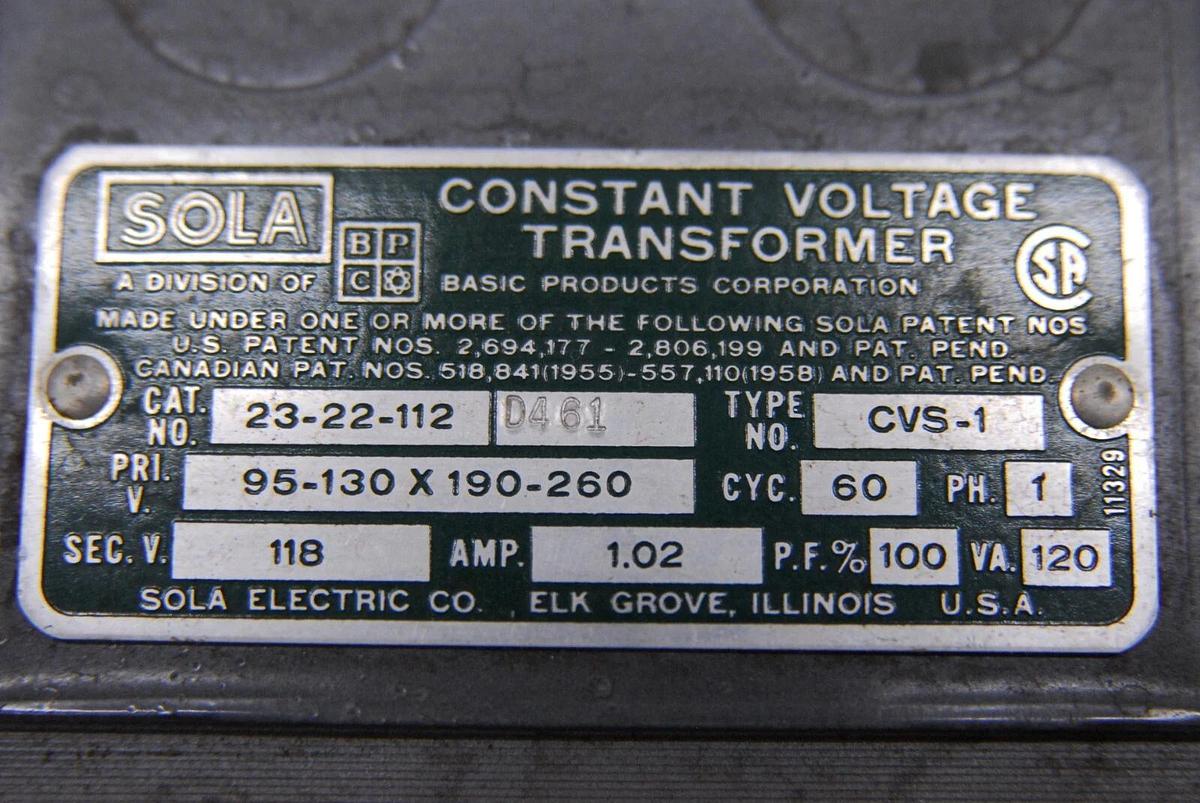 SOLA
CONSTANT VOLTAGE
TRANSFORMER
B P
C
SA
A DIVISION OF BASIC PRODUCTS CORPORATION
MADE UNDER ONE OR MORE OF THE FOLLOWING SOLA PATENT NOS
U.S. PATENT NOS. 2,694,177 - 2,806,199 AND PAT. PEND.
CANADIAN PAT. NOS. 518,841(1955)-557,110(1958) AND PAT. PEND.
CAT. NO. 23-22-112 D461 TYPE NO. CVS-1
PRI. V. 95-130 X 190-260 CYC. 60 PH. 1
11329
SEC. V. 118 AMP. 1.02 P.F.% 100 VA. 120
SOLA ELECTRIC CO. , ELK GROVE, ILLINOIS U.S.A.